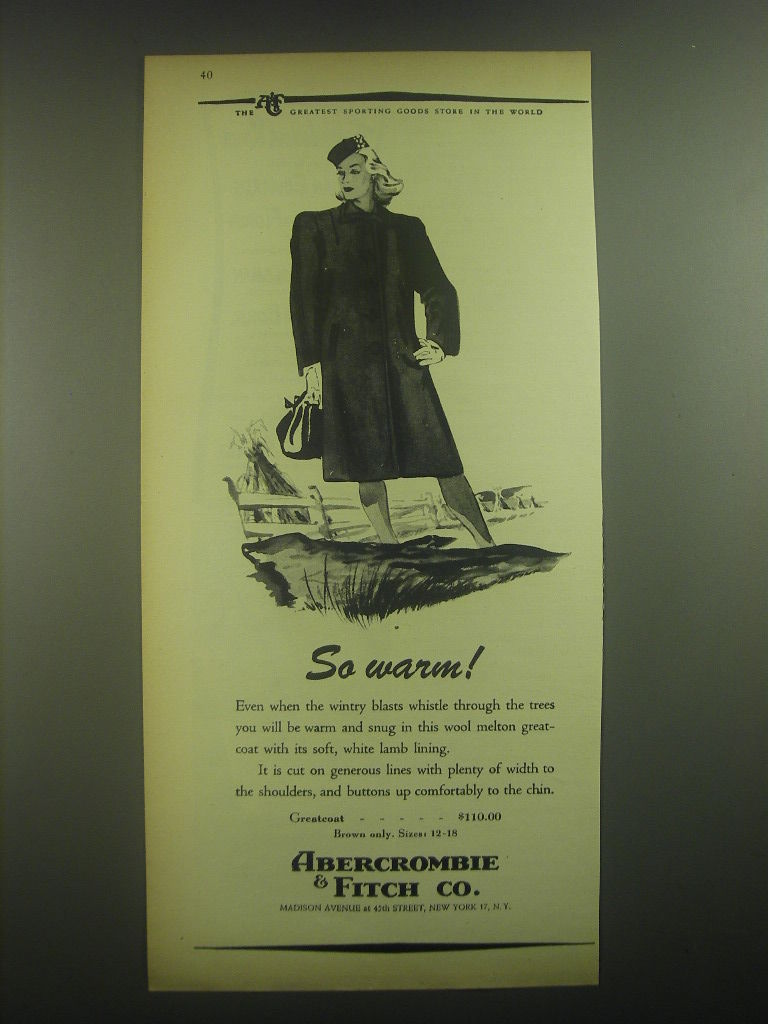 40
THE A&F GREATEST SPORTING GOODS STORE IN THE WORLD
So warm!
Even when the wintry blasts whistle through the trees
you will be warm and snug in this wool melton great-
coat with its soft, white lamb lining.
It is cut on generous lines with plenty of width to
the shoulders, and buttons up comfortably to the chin.
Greatcoat - - - - - $110.00
Brown only. Sizes: 12-18
ABERCROMBIE
& FITCH CO.
MADISON AVENUE at 45th STREET, NEW YORK 17, N.Y.